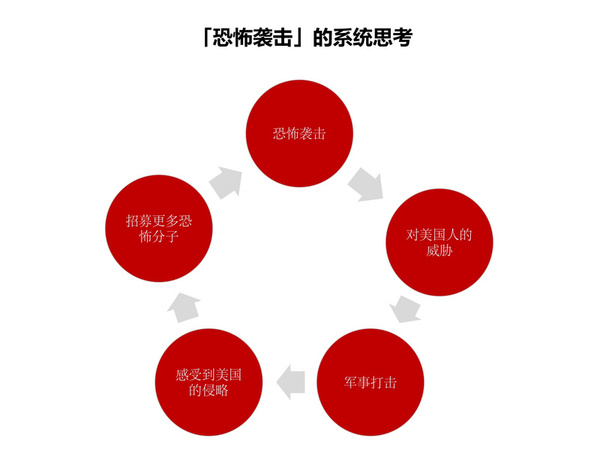 「恐怖袭击」的系统思考
恐怖袭击
对美国人的
威胁
军事打击
感受到美国
的侵略
招募更多恐
怖分子